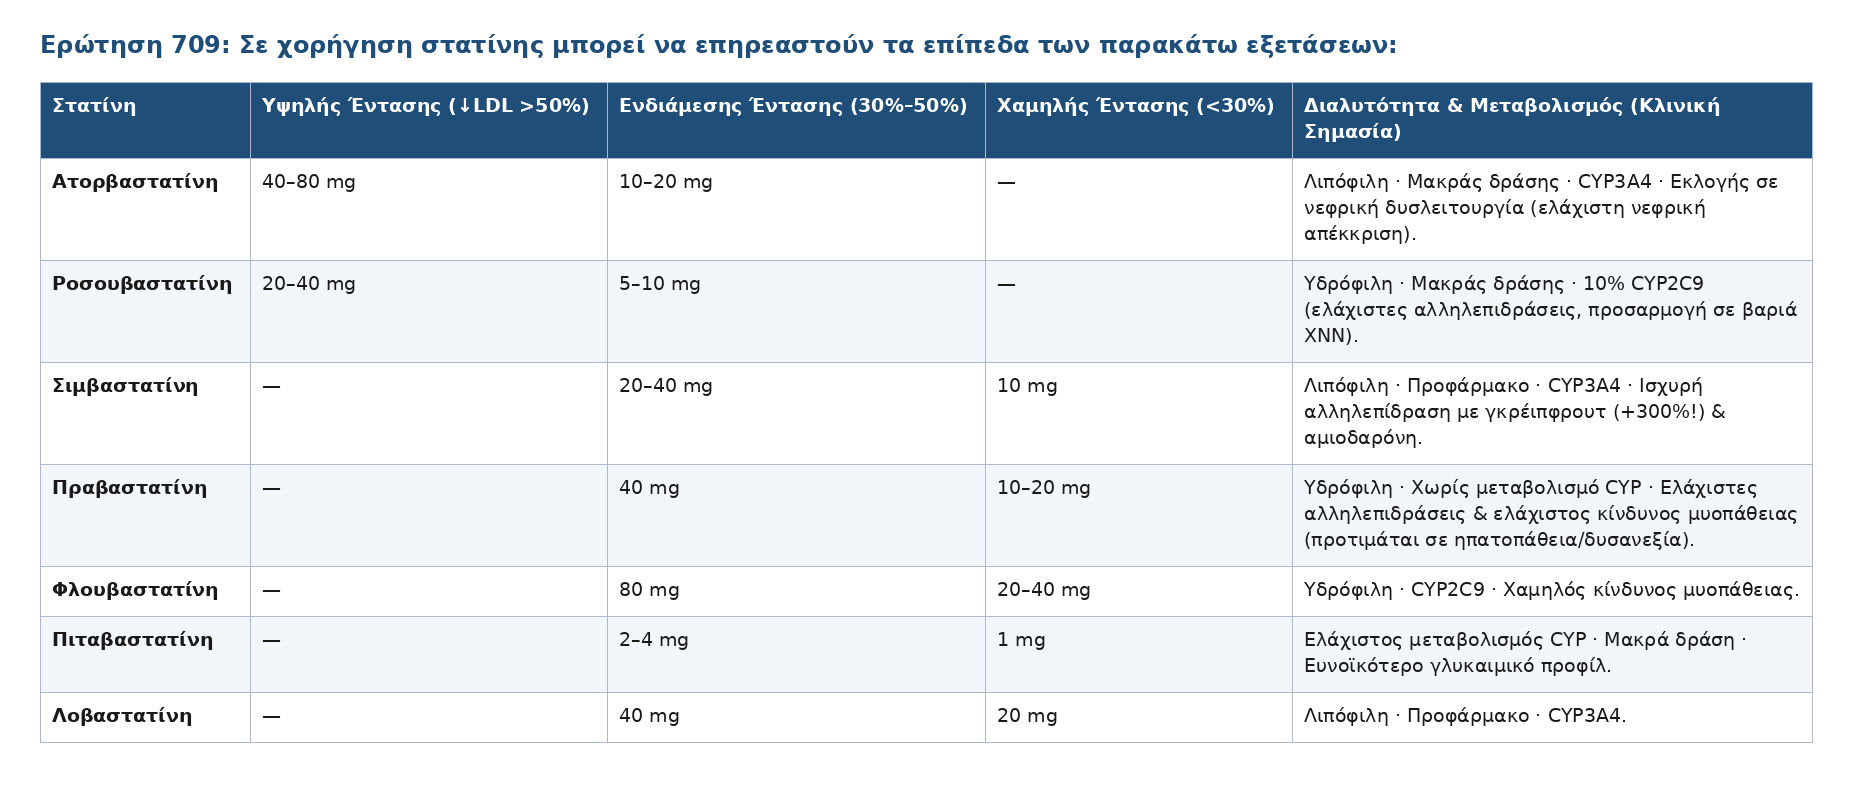 Ερώτηση 709: Σε χορήγηση στατίνης μπορεί να επηρεαστούν τα επίπεδα των παρακάτω εξετάσεων:
Στατίνη
Υψηλής Έντασης (↓LDL >50%)
Ενδιάμεσης Έντασης (30%–50%)
Χαμηλής Έντασης (<30%)
Διαλυτότητα & Μεταβολισμός (Κλινική
Σημασία)
Ατορβαστατίνη
40–80 mg
10–20 mg
—
Λιπόφιλη · Μακράς δράσης · CYP3A4 · Εκλογής σε
νεφρική δυσλειτουργία (ελάχιστη νεφρική
απέκκριση).
Ροσουβαστατίνη
20–40 mg
5–10 mg
—
Υδρόφιλη · Μακράς δράσης · 10% CYP2C9
(ελάχιστες αλληλεπιδράσεις, προσαρμογή σε βαριά
ΧΝΝ).
Σιμβαστατίνη
—
20–40 mg
10 mg
Λιπόφιλη · Προφάρμακο · CYP3A4 · Ισχυρή
αλληλεπίδραση με γκρέιπφρουτ (+300%!) &
αμιοδαρόνη.
Πραβαστατίνη
—
40 mg
10–20 mg
Υδρόφιλη · Χωρίς μεταβολισμό CYP · Ελάχιστες
αλληλεπιδράσεις & ελάχιστος κίνδυνος μυοπάθειας
(προτιμάται σε ηπατοπάθεια/δυσανεξία).
Φλουβαστατίνη
—
80 mg
20–40 mg
Υδρόφιλη · CYP2C9 · Χαμηλός κίνδυνος μυοπάθειας.
Πιταβαστατίνη
—
2–4 mg
1 mg
Ελάχιστος μεταβολισμός CYP · Μακρά δράση ·
Ευνοϊκότερο γλυκαιμικό προφίλ.
Λοβαστατίνη
—
40 mg
20 mg
Λιπόφιλη · Προφάρμακο · CYP3A4.